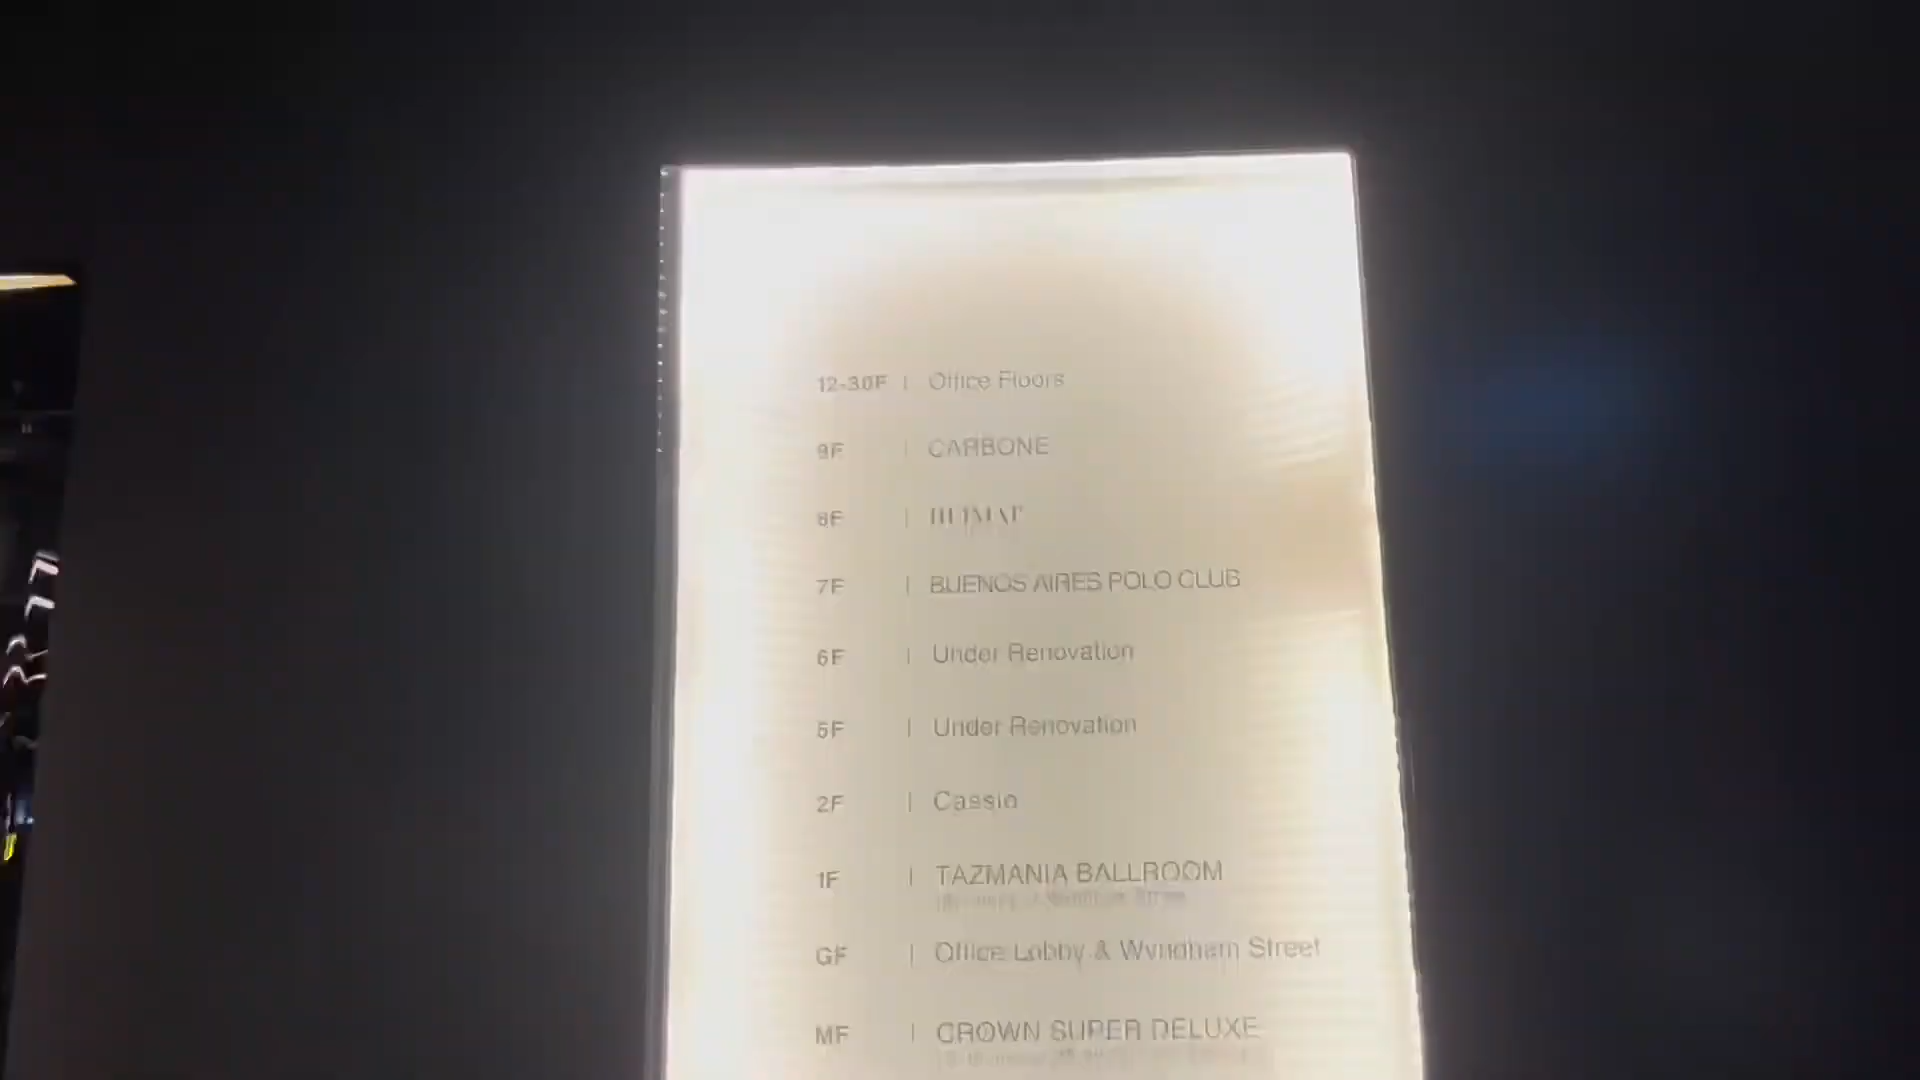 12-30F | Office Floors
9F | CARBONE
8F | HEIMAT
7F | BUENOS AIRES POLO CLUB
6F | Under Renovation
5F | Under Renovation
2F | Cassio
1F | TAZMANIA BALLROOM
GF | Office Lobby & Wyndham Street
MF | CROWN SUPER DELUXE